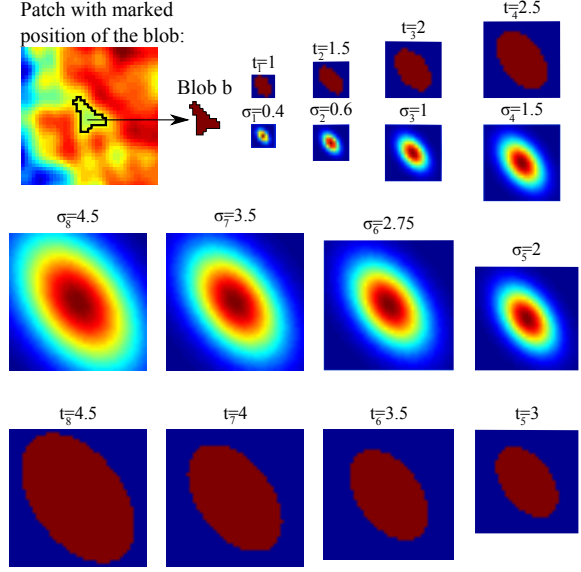 Patch with marked
position of the blob:
Blob b
t₁=1
t₂=1.5
t₃=2
t₄=2.5
σ₁=0.4
σ₂=0.6
σ₃=1
σ₄=1.5
σ₈=4.5
σ₇=3.5
σ₆=2.75
σ₅=2
t₈=4.5
t₇=4
t₆=3.5
t₅=3